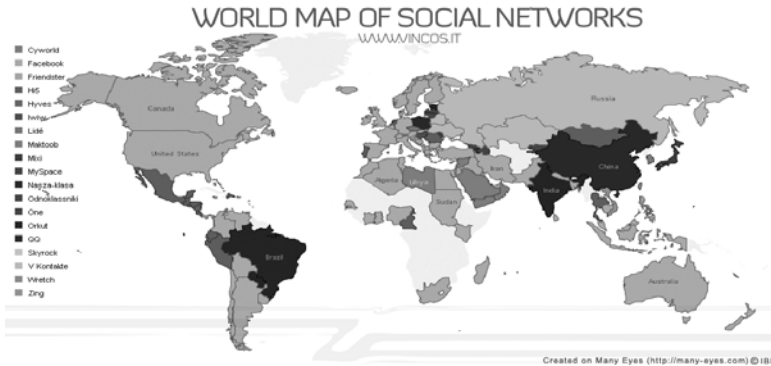 WORLD MAP OF SOCIAL NETWORKS
WWW.VINCOS.IT
Cyworld
Facebook
Friendster
Hi5
Hyves
Iwiw
Lidé
Maktoob
Mixi
MySpace
Nasza-klasa
Odnoklassniki
One
Orkut
QQ
Skyrock
V Kontakte
Wretch
Zing
Canada
United States
Brazil
Russia
China
India
Iran
Algeria
Libya
Sudan
Australia
Created on Many Eyes (http://many-eyes.com) © IB